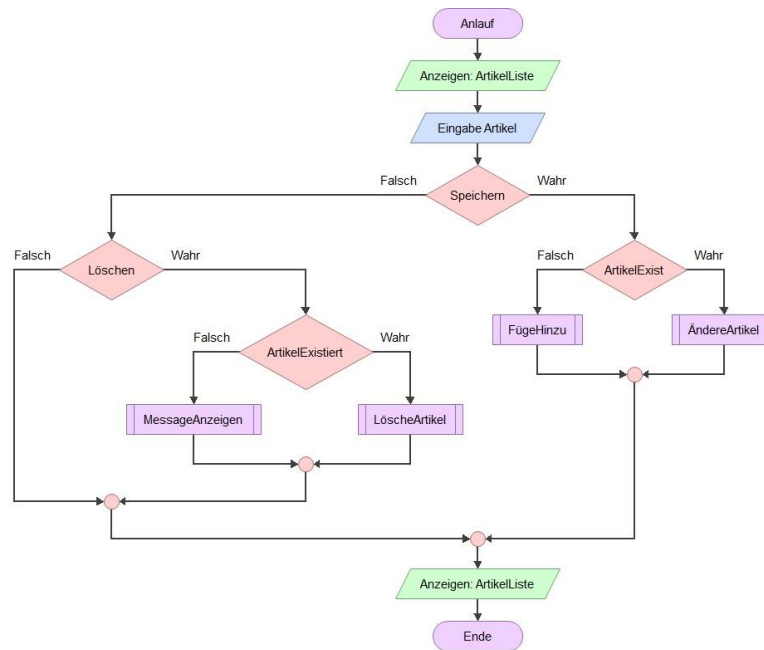 Anlauf
Anzeigen: ArtikelListe
Eingabe Artikel
Falsch
Speichern
Wahr
Falsch
Löschen
Wahr
Falsch
ArtikelExist
Wahr
Falsch
ArtikelExistiert
Wahr
FügeHinzu
ÄndereArtikel
MessageAnzeigen
LöscheArtikel
Anzeigen: ArtikelListe
Ende